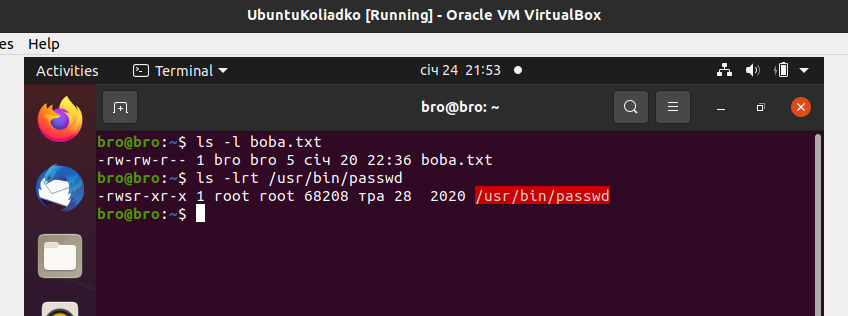 UbuntuKoliadko [Running] - Oracle VM VirtualBox
es Help
Activities Terminal січ 24 21:53
bro@bro: ~
bro@bro:~$ ls -l boba.txt
-rw-rw-r-- 1 bro bro 5 січ 20 22:36 boba.txt
bro@bro:~$ ls -lrt /usr/bin/passwd
-rwsr-xr-x 1 root root 68208 тра 28  2020 /usr/bin/passwd
bro@bro:~$